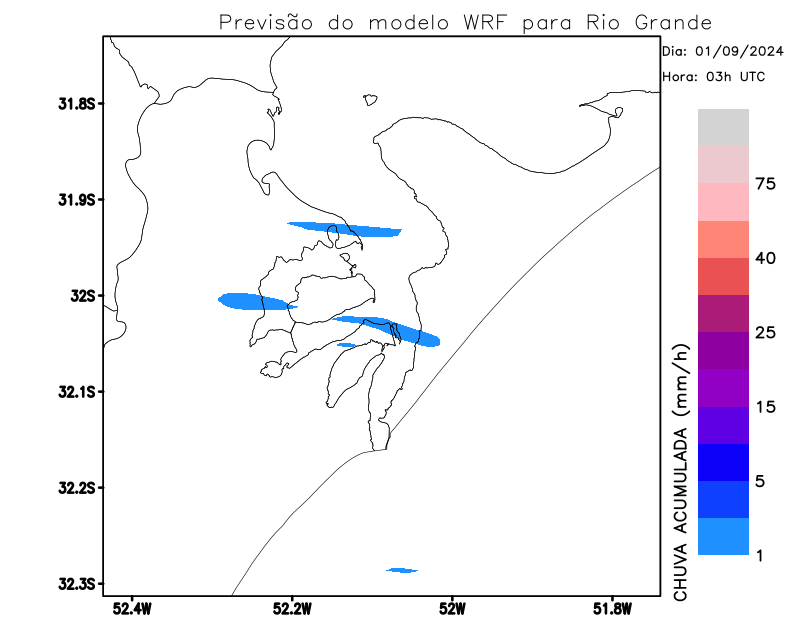 Previsão do modelo WRF para Rio Grande
Dia: 01/09/2024
Hora: 03h UTC
31.8S
31.9S
32S
32.1S
32.2S
32.3S
52.4W
52.2W
52W
51.8W
75
40
25
15
5
1
CHUVA ACUMULADA (mm/h)